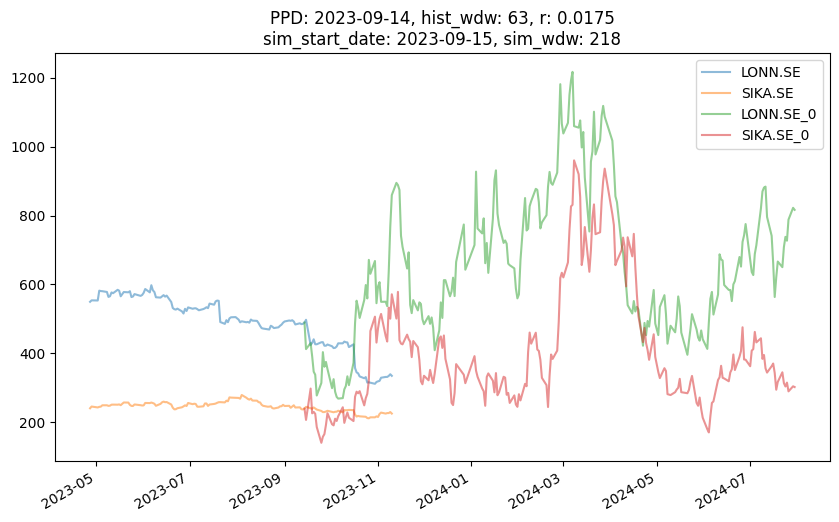 PPD: 2023-09-14, hist_wdw: 63, r: 0.0175
sim_start_date: 2023-09-15, sim_wdw: 218
LONN.SE
SIKA.SE
LONN.SE_0
SIKA.SE_0
1200
1000
800
600
400
200
2023-05
2023-07
2023-09
2023-11
2024-01
2024-03
2024-05
2024-07